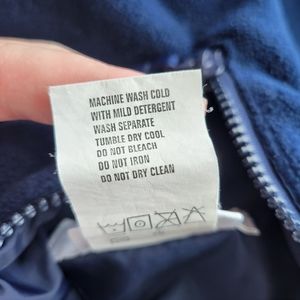 MACHINE WASH COLD
WITH MILD DETERGENT
WASH SEPARATE
TUMBLE DRY COOL
DO NOT BLEACH
DO NOT IRON
DO NOT DRY CLEAN